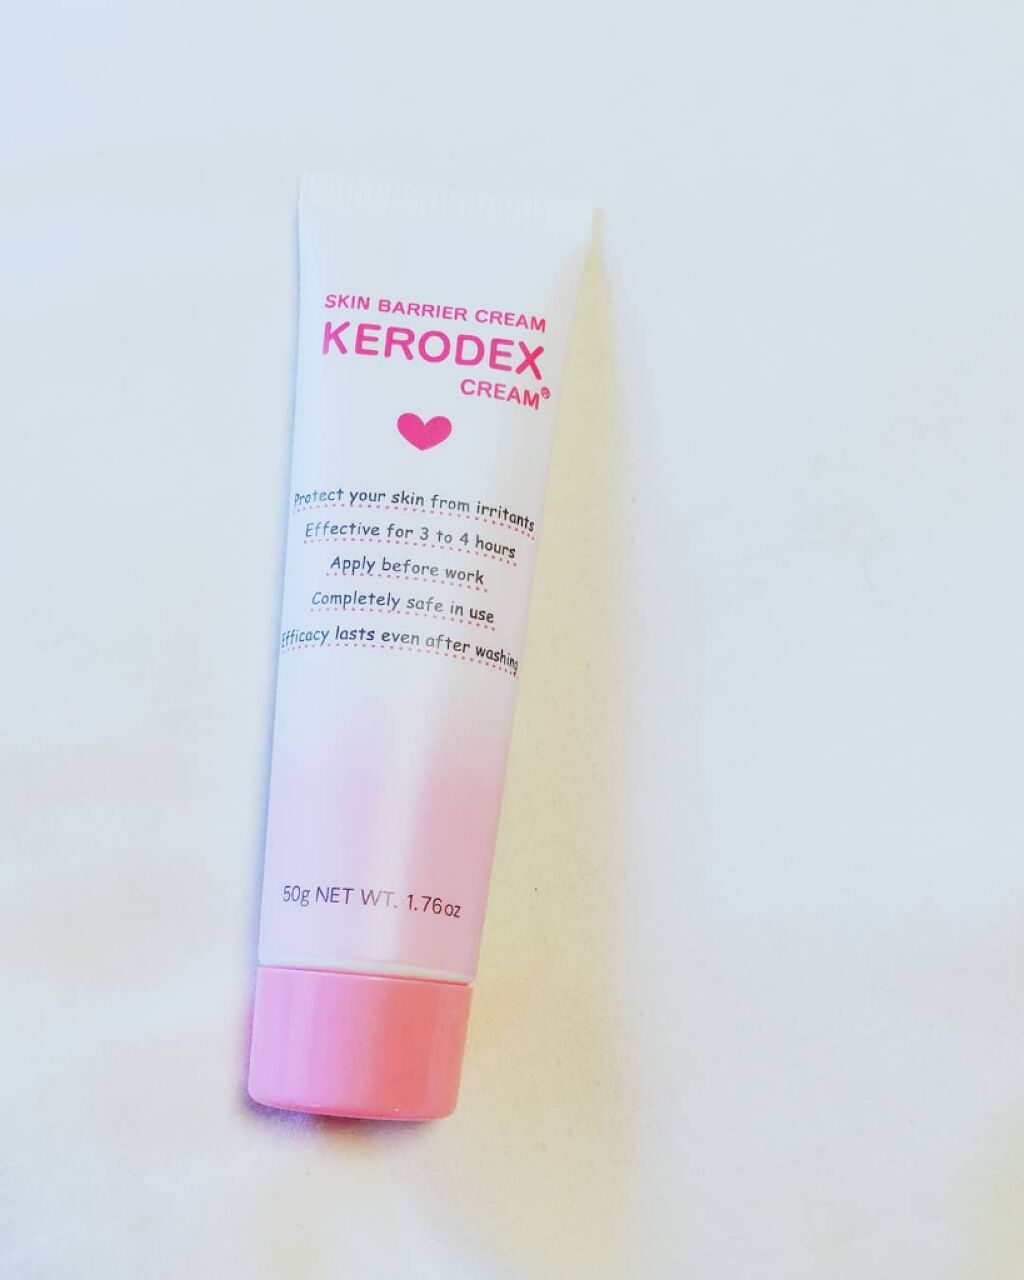 SKIN BARRIER CREAM
KERODEX
CREAM®
Protect your skin from irritants
Effective for 3 to 4 hours
Apply before work
Completely safe in use
Efficacy lasts even after washing
50g NET WT. 1.76oz